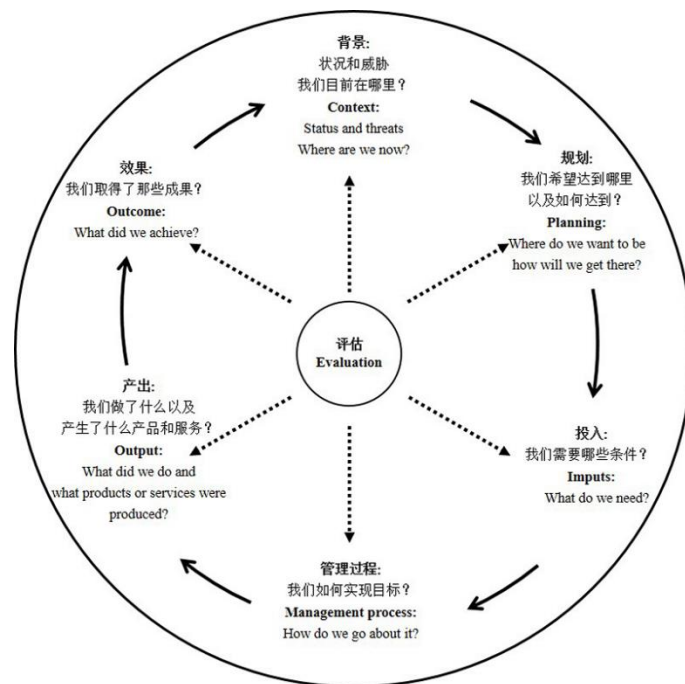 背景:
状况和威胁
我们目前在哪里？
Context:
Status and threats
Where are we now?
规划:
我们希望达到哪里
以及如何达到？
Planning:
Where do we want to be
how will we get there?
投入:
我们需要哪些条件？
Imputs:
What do we need?
管理过程:
我们如何实现目标？
Management process:
How do we go about it?
产出:
我们做了什么以及
产生了什么产品和服务？
Output:
What did we do and
what products or services were
produced?
效果:
我们取得了那些成果？
Outcome:
What did we achieve?
评估
Evaluation